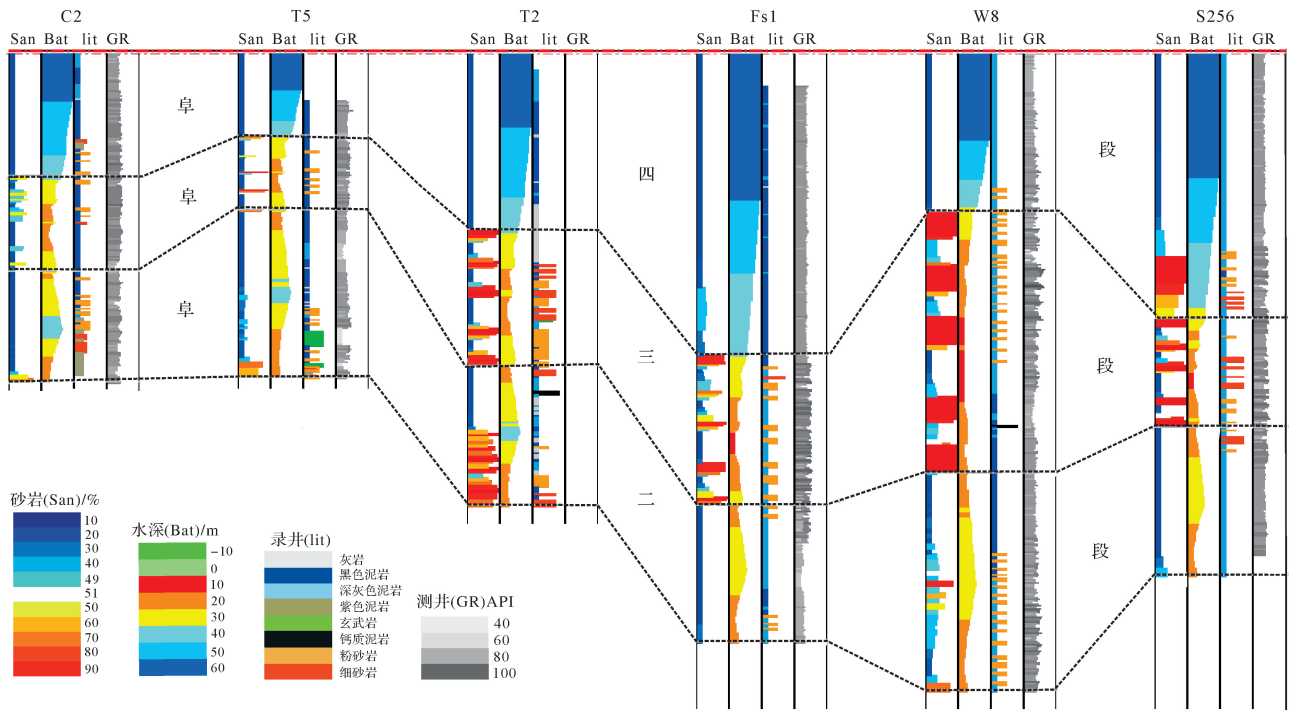 C2 T5 T2 Fs1 W8 S256
San Bat lit GR San Bat lit GR San Bat lit GR San Bat lit GR San Bat lit GR San Bat lit GR
阜 四 段
阜 三 段
阜 二 段
砂岩(San)/%
10
20
30
40
49
51
50
60
70
80
90
水深(Bat)/m
−10
0
10
20
30
40
50
60
录井(lit)
灰岩
黑色泥岩
深灰色泥岩
紫色泥岩
玄武岩
钙质泥岩
粉砂岩
细砂岩
测井(GR)API
40
60
80
100